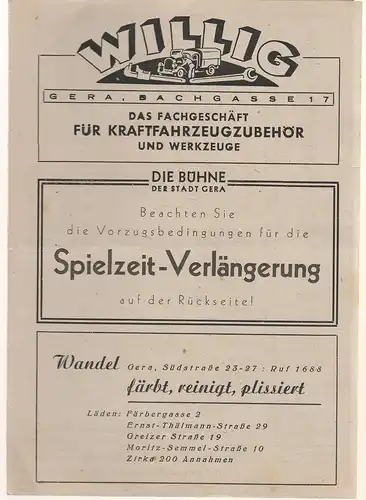 WILLIG
GERA, BACHGASSE 17
DAS FACHGESCHÄFT
FÜR KRAFTFAHRZEUGZUBEHÖR
UND WERKZEUGE
DIE BÜHNE
DER STADT GERA
Beachten Sie
die Vorzugsbedingungen für die
Spielzeit-Verlängerung
auf der Rückseite!
Wandel Gera, Südstraße 23-27 : Ruf 1688
färbt, reinigt, plissiert
Läden: Färbergasse 2
Ernst-Thälmann-Straße 29
Greizer Straße 19
Moritz-Semmel-Straße 10
Zirka 200 Annahmen